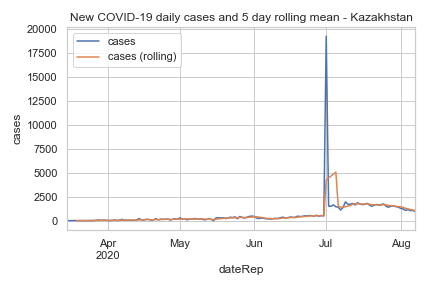 New COVID-19 daily cases and 5 day rolling mean - Kazakhstan
cases
cases (rolling)
20000
17500
15000
12500
10000
7500
5000
2500
0
cases
Apr
2020
May
Jun
Jul
Aug
dateRep